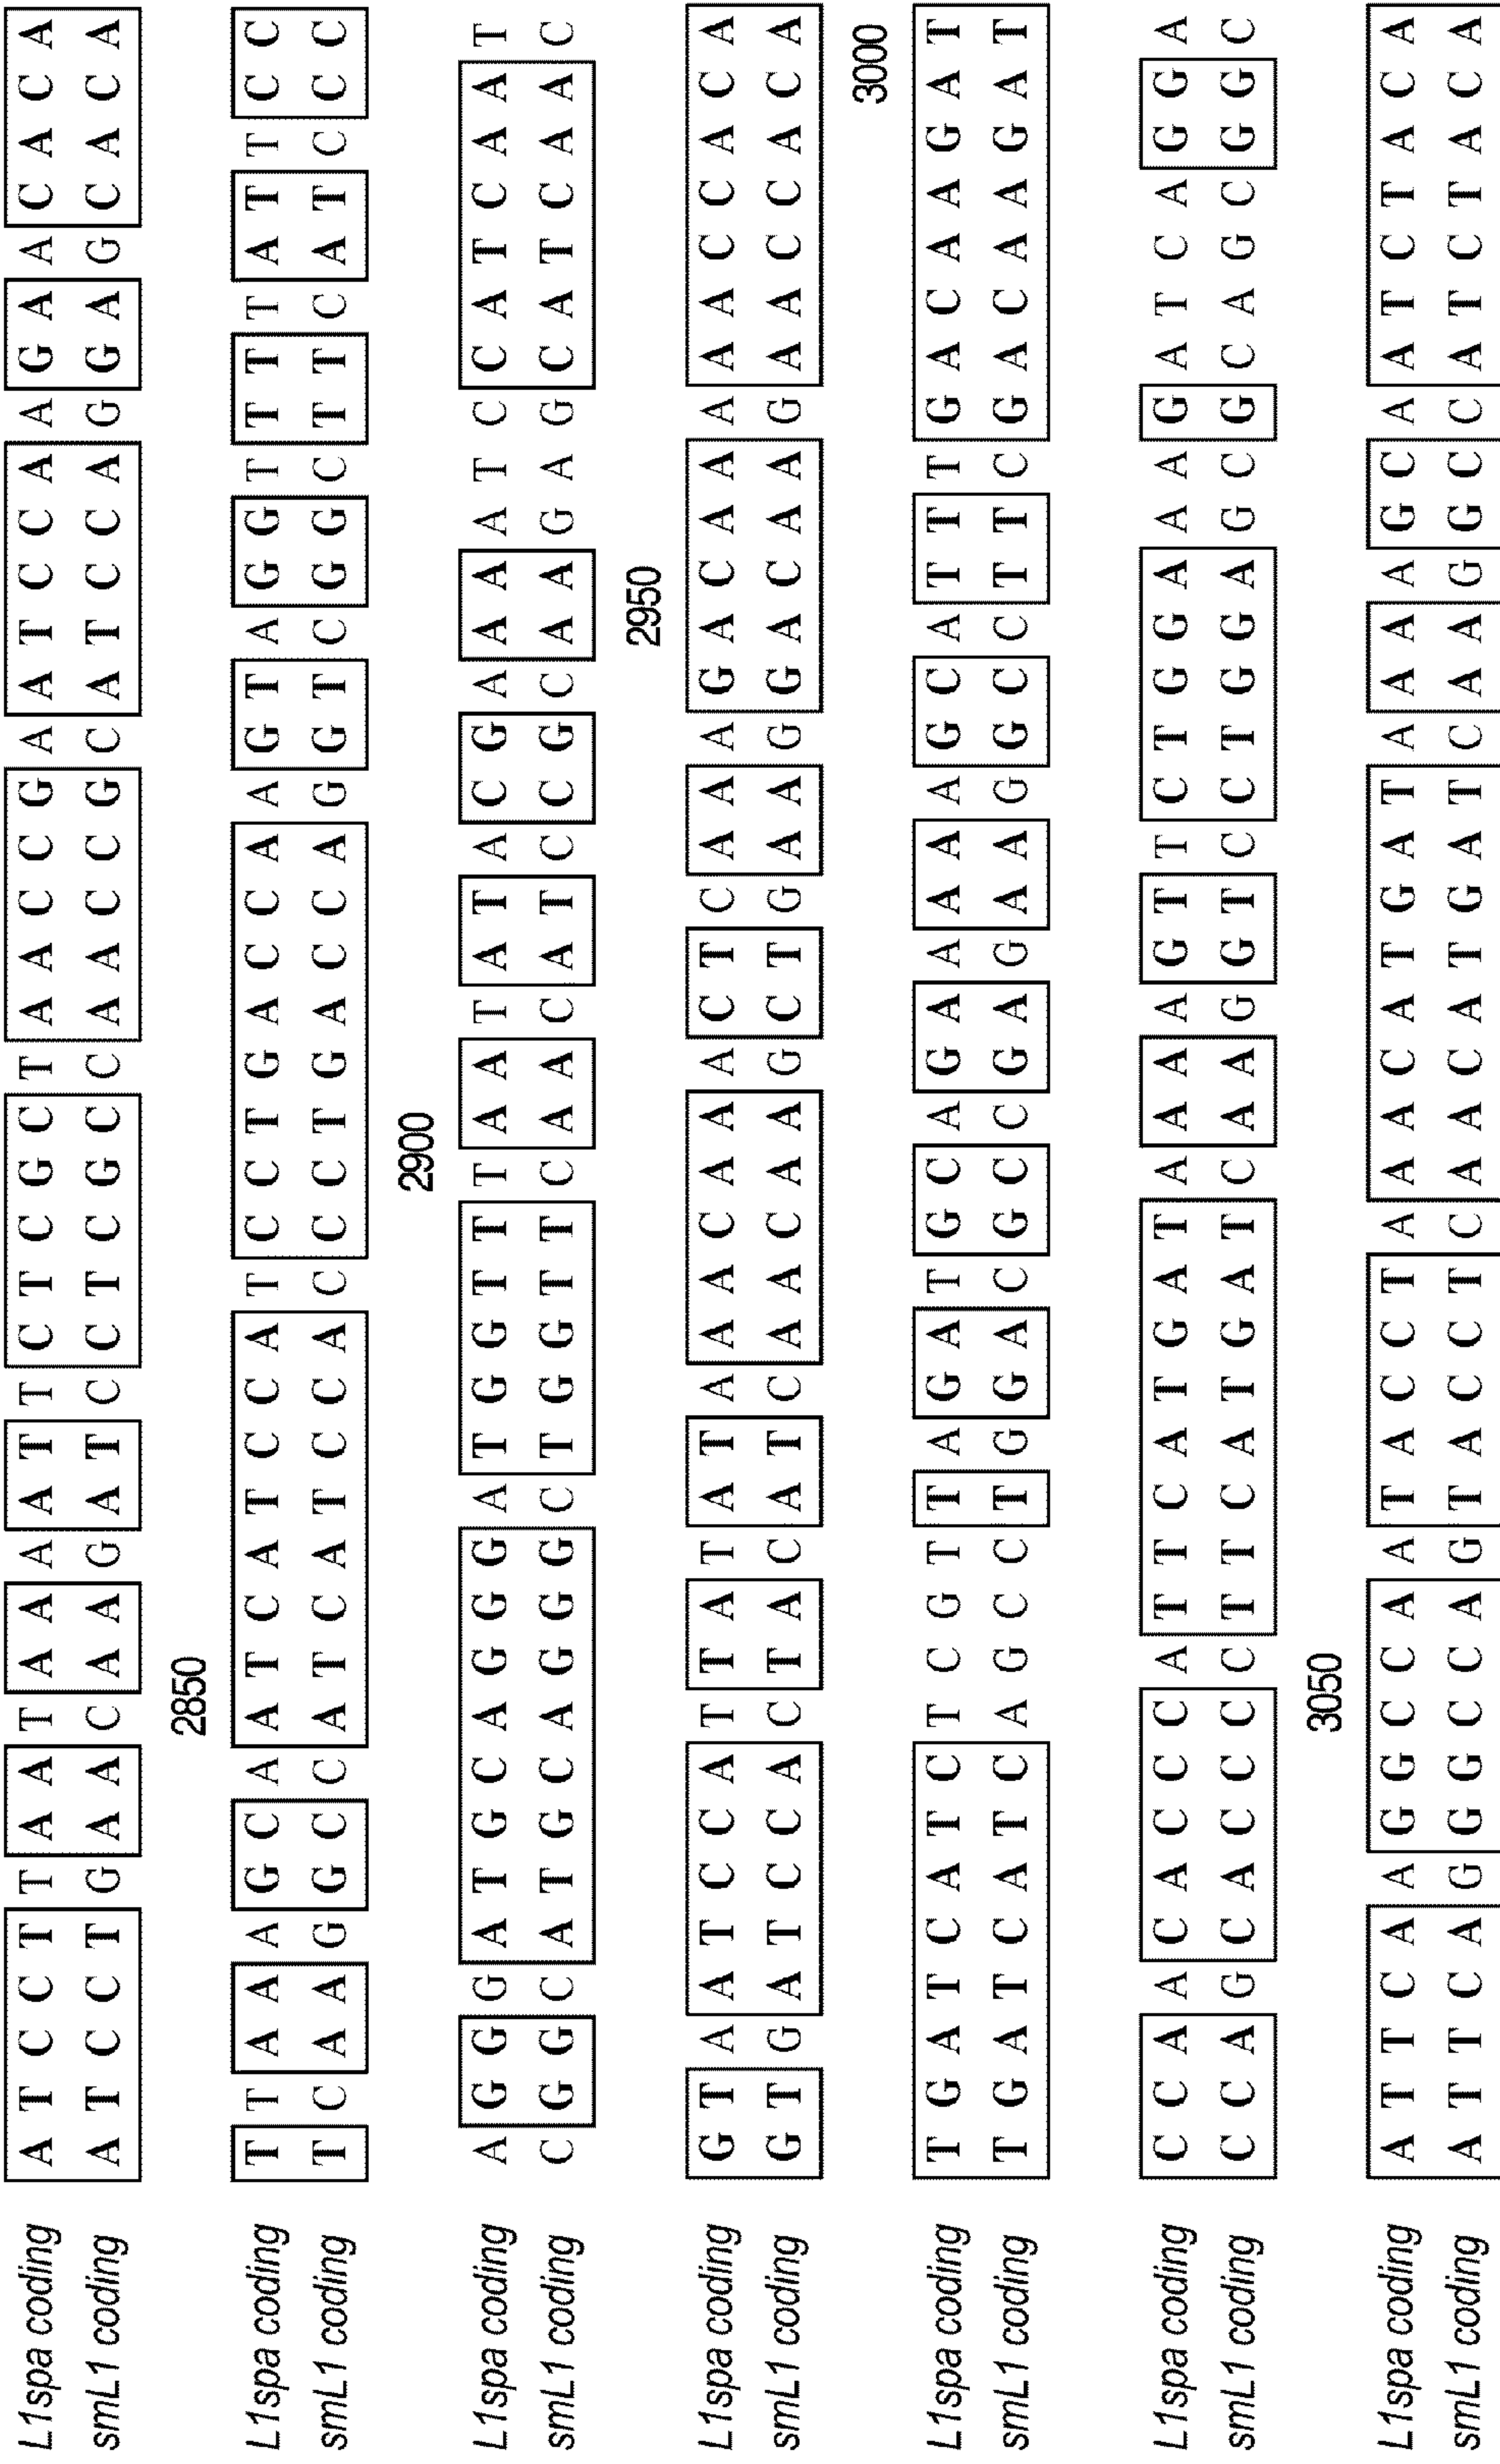 L1spa coding A T C C T T A A T A A A A T T C T C G C T A A C C G A A T C C A A G A A C A C A
smL1 coding A T C C T G A A C A A G A T C C T C G C C A A C C G C A T C C A G G A G C A C A
2850
L1spa coding T T A A A G C A A T C A T C C A T C C T G A C C A A G T A G G T T T T A T T C C
smL1 coding T C A A G G C C A T C A T C C A C C C T G A C C A G G T C G G C T T C A T C C C
2900
L1spa coding A G G G A T G C A G G G A T G G T T T A A T A T A C G A A A A T C C A T C A A T
smL1 coding C G G C A T G C A G G G C T G G T T C A A C A T C C G C A A G A G C A T C A A C
2950
L1spa coding G T A A T C C A T T A T A T A A A C A A A C T C A A A G A C A A A A A C C A C A
smL1 coding G T G A T C C A C T A C A T C A A C A A G C T G A A G G A C A A G A A C C A C A
3000
L1spa coding T G A T C A T C T C G T T A G A T G C A G A A A A A G C A T T T G A C A A G A T
smL1 coding T G A T C A T C A G C C T G G A C G C C G A G A A G G C C T T C G A C A A G A T
L1spa coding C C A A C A C C C A T T C A T G A T A A A A G T T C T G G A A A G A T C A G G A
smL1 coding C C A G C A C C C C T T C A T G A T C A A G G T C C T G G A G C G C A G C G G C
3050
L1spa coding A T T C A A G G C C A A T A C C T A A A C A T G A T A A A A G C A A T C T A C A
smL1 coding A T T C A G G G C C A G T A C C T C A A C A T G A T C A A G G C C A T C T A C A